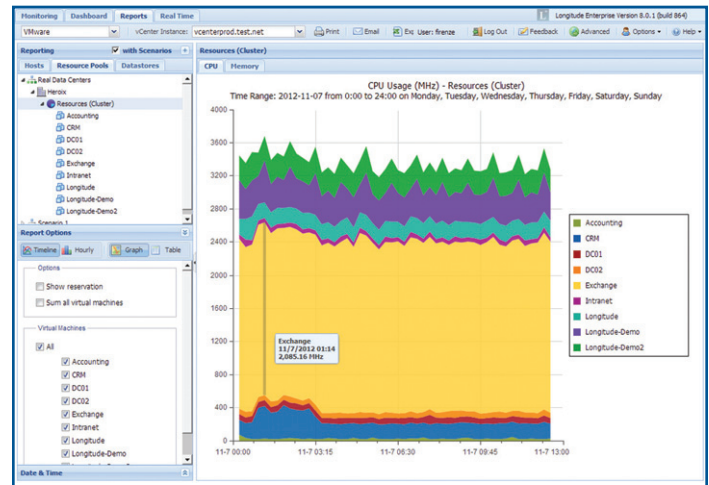 Monitoring Dashboard Reports Real Time
Longitude Enterprise Version 8.0.1 (build 864)
VMware vCenter Instance: vcenterprod.test.net Print Email User: firenze Log Out Feedback Advanced Options Help
Reporting with Scenarios
Hosts Resource Pools Datastores
Real Data Centers
Heroix
Resources (Cluster)
Accounting
CRM
DC01
DC02
Exchange
Intranet
Longitude
Longitude-Demo
Longitude-Demo2
Scenario 1
Report Options
Timeline Hourly Graph Table
Options
Show reservation
Sum all virtual machines
Virtual Machines
All
Accounting
CRM
DC01
DC02
Exchange
Intranet
Longitude
Longitude-Demo
Longitude-Demo2
Date & Time
Resources (Cluster)
CPU Memory
CPU Usage (MHz) - Resources (Cluster)
Time Range: 2012-11-07 from 0:00 to 24:00 on Monday, Tuesday, Wednesday, Thursday, Friday, Saturday, Sunday
4000
3600
3200
2800
2400
2000
1600
1200
800
400
0
11-7 00:00 11-7 03:15 11-7 06:30 11-7 09:45 11-7 13:00
Exchange
11/7/2012 01:14
2,085.16 MHz
Accounting
CRM
DC01
DC02
Exchange
Intranet
Longitude
Longitude-Demo
Longitude-Demo2